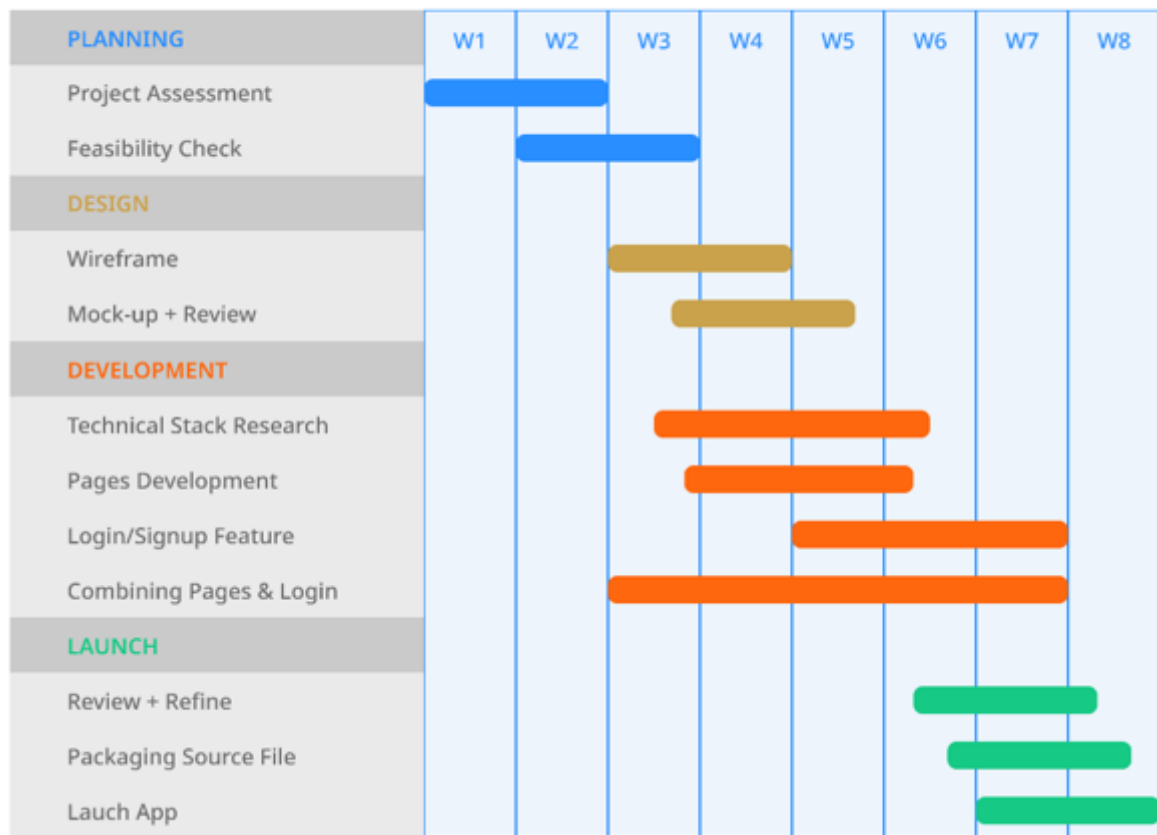 PLANNING W1 W2 W3 W4 W5 W6 W7 W8
Project Assessment
Feasibility Check
DESIGN
Wireframe
Mock-up + Review
DEVELOPMENT
Technical Stack Research
Pages Development
Login/Signup Feature
Combining Pages & Login
LAUNCH
Review + Refine
Packaging Source File
Lauch App